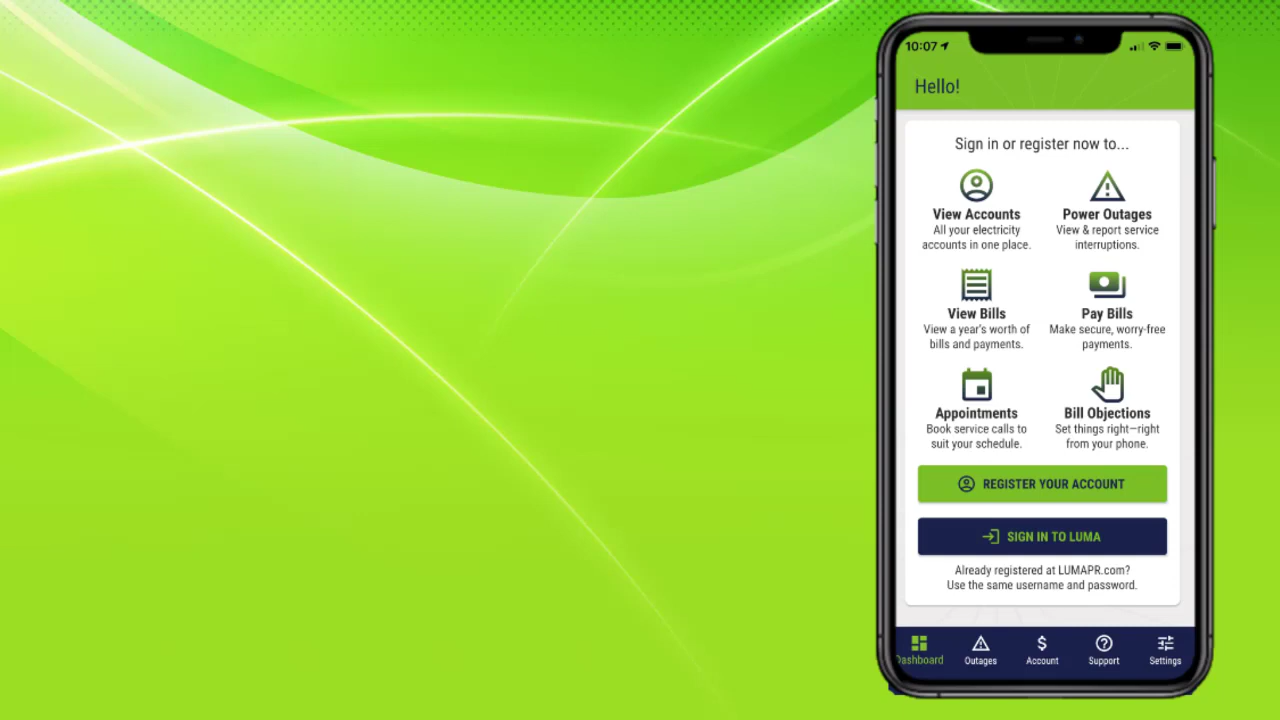 10:07
Hello!
Sign in or register now to...
View Accounts
All your electricity
accounts in one place.
Power Outages
View & report service
interruptions.
View Bills
View a year's worth of
bills and payments.
Pay Bills
Make secure, worry-free
payments.
Appointments
Book service calls to
suit your schedule.
Bill Objections
Set things right—right
from your phone.
REGISTER YOUR ACCOUNT
SIGN IN TO LUMA
Already registered at LUMAPR.com?
Use the same username and password.
Dashboard
Outages
Account
Support
Settings